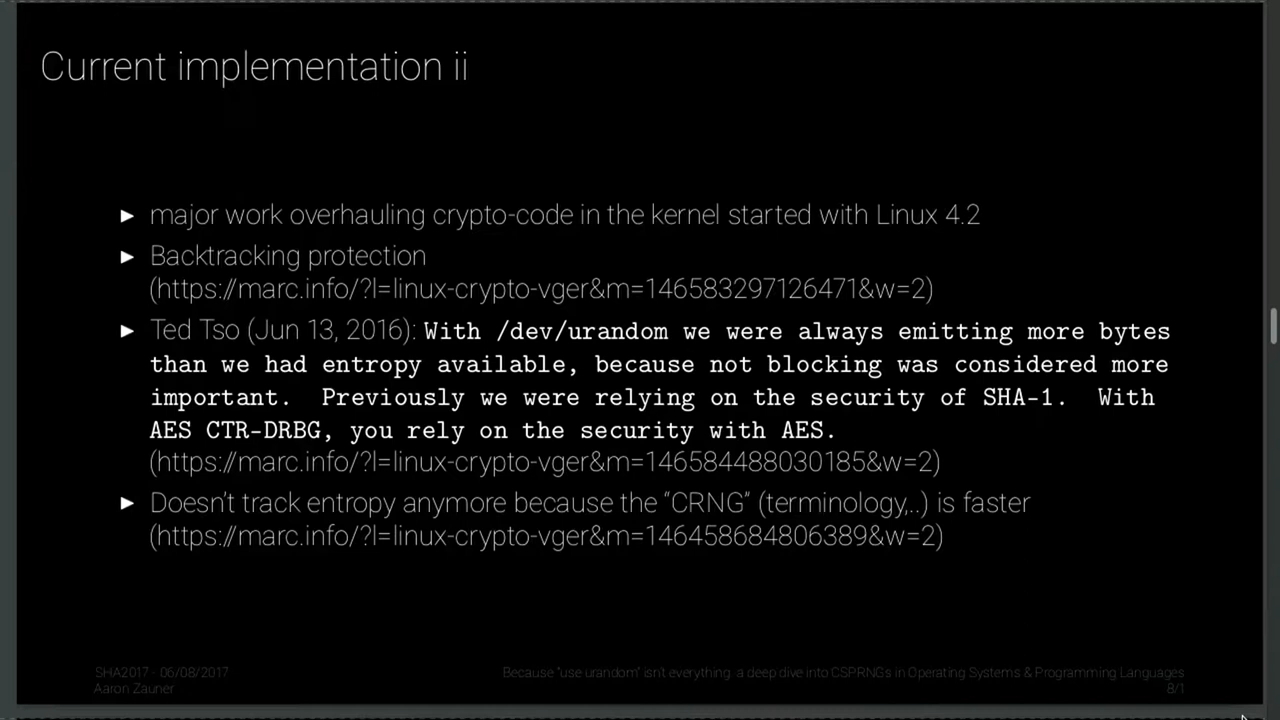 Current implementation ii
▶ major work overhauling crypto-code in the kernel started with Linux 4.2
▶ Backtracking protection
(https://marc.info/?l=linux-crypto-vger&m=146583297126471&w=2)
▶ Ted Tso (Jun 13, 2016): With /dev/urandom we were always emitting more bytes
than we had entropy available, because not blocking was considered more
important. Previously we were relying on the security of SHA-1. With
AES CTR-DRBG, you rely on the security with AES.
(https://marc.info/?l=linux-crypto-vger&m=146584488030185&w=2)
▶ Doesn't track entropy anymore because the “CRNG” (terminology,..) is faster
(https://marc.info/?l=linux-crypto-vger&m=146458684806389&w=2)
SHA2017 - 06/08/2017
Because "use urandom" isn't everything: a deep dive into CSPRNGs in Operating Systems & Programming Languages
Aaron Zauner
8/1